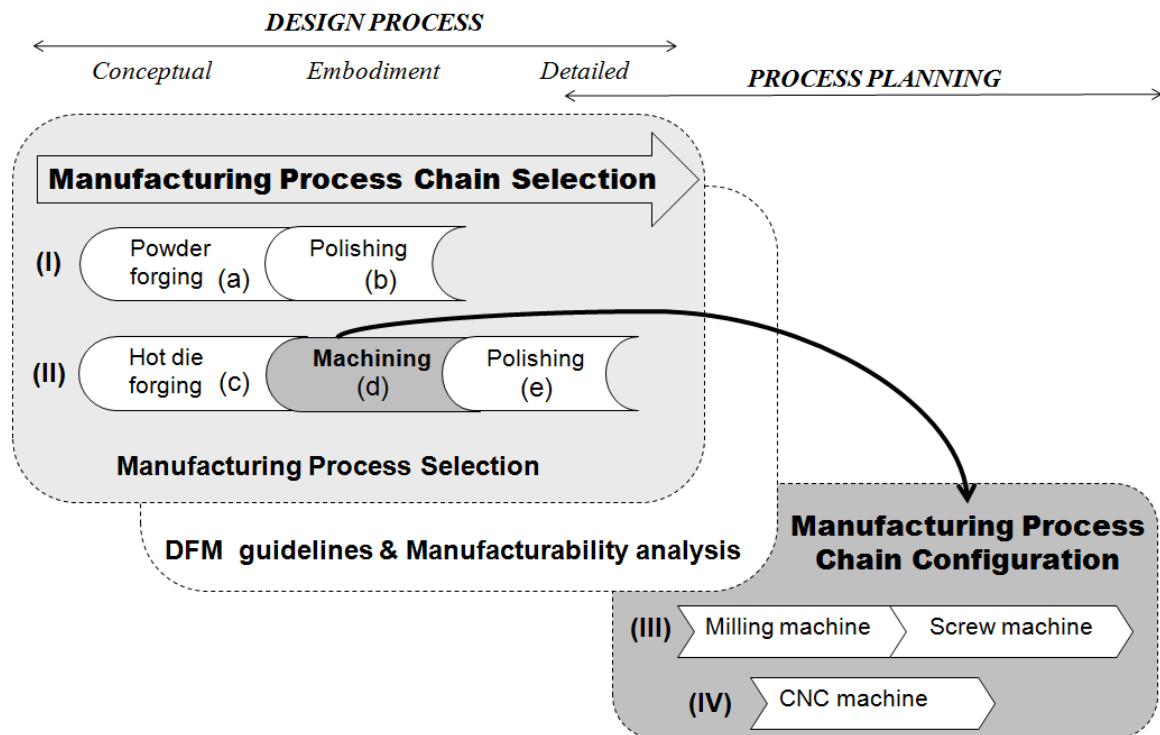 DESIGN PROCESS
Conceptual Embodiment Detailed
PROCESS PLANNING
Manufacturing Process Chain Selection
(I)
Powder
forging (a)
Polishing
(b)
(II)
Hot die
forging (c)
Machining
(d)
Polishing
(e)
Manufacturing Process Selection
DFM guidelines & Manufacturability analysis
Manufacturing Process
Chain Configuration
(III) Milling machine Screw machine
(IV) CNC machine